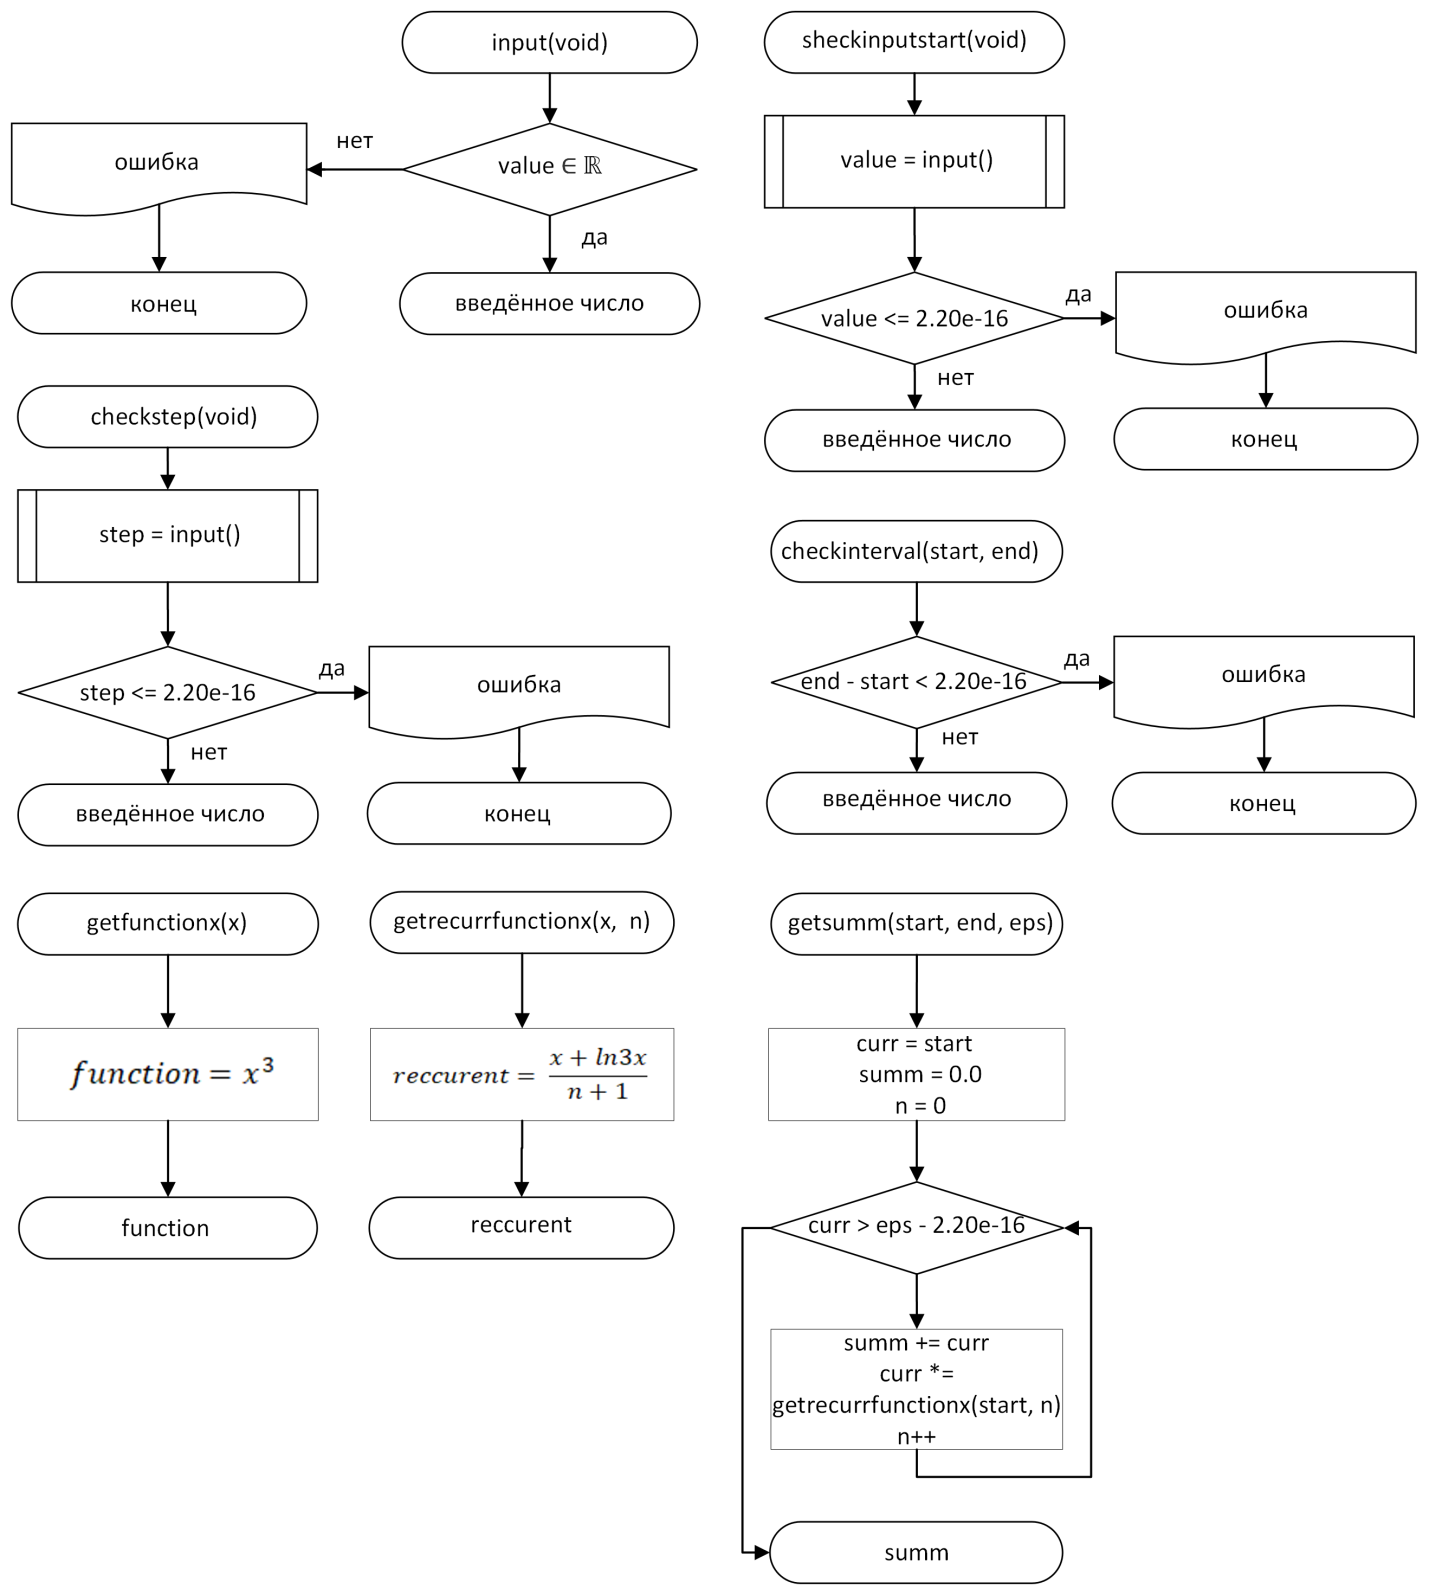 input(void)
value ∈ ℝ
нет
ошибка
конец
да
введённое число
sheckinputstart(void)
value = input()
value <= 2.20e-16
да
ошибка
конец
нет
введённое число
checkstep(void)
step = input()
step <= 2.20e-16
да
ошибка
конец
нет
введённое число
checkinterval(start, end)
end - start < 2.20e-16
да
ошибка
конец
нет
введённое число
getfunctionx(x)
function = x³
function
getrecurrfunctionx(x, n)
reccurent = (x + ln3x)/(n + 1)
reccurent
getsumm(start, end, eps)
curr = start
summ = 0.0
n = 0
curr > eps - 2.20e-16
summ += curr
curr *=
getrecurrfunctionx(start, n)
n++
summ